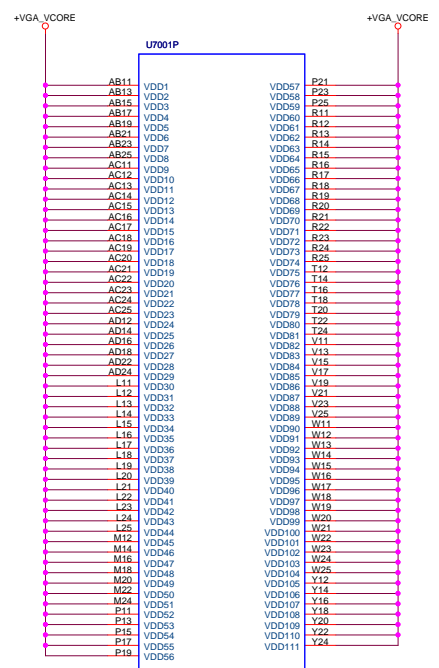 +VGA_VCORE +VGA_VCORE
U7001P
AB11 VDD1 VDD57 P21
AB13 VDD2 VDD58 P23
AB15 VDD3 VDD59 P25
AB17 VDD4 VDD60 R11
AB19 VDD5 VDD61 R12
AB21 VDD6 VDD62 R13
AB23 VDD7 VDD63 R14
AB25 VDD8 VDD64 R15
AC11 VDD9 VDD65 R16
AC12 VDD10 VDD66 R17
AC13 VDD11 VDD67 R18
AC14 VDD12 VDD68 R19
AC15 VDD13 VDD69 R20
AC16 VDD14 VDD70 R21
AC17 VDD15 VDD71 R22
AC18 VDD16 VDD72 R23
AC19 VDD17 VDD73 R24
AC20 VDD18 VDD74 R25
AC21 VDD19 VDD75 T12
AC22 VDD20 VDD76 T14
AC23 VDD21 VDD77 T16
AC24 VDD22 VDD78 T18
AC25 VDD23 VDD79 T20
AD12 VDD24 VDD80 T22
AD14 VDD25 VDD81 T24
AD16 VDD26 VDD82 V11
AD18 VDD27 VDD83 V13
AD22 VDD28 VDD84 V15
AD24 VDD29 VDD85 V17
L11 VDD30 VDD86 V19
L12 VDD31 VDD87 V21
L13 VDD32 VDD88 V23
L14 VDD33 VDD89 V25
L15 VDD34 VDD90 W11
L16 VDD35 VDD91 W12
L17 VDD36 VDD92 W13
L18 VDD37 VDD93 W14
L19 VDD38 VDD94 W15
L20 VDD39 VDD95 W16
L21 VDD40 VDD96 W17
L22 VDD41 VDD97 W18
L23 VDD42 VDD98 W19
L24 VDD43 VDD99 W20
L25 VDD44 VDD100 W21
M12 VDD45 VDD101 W22
M14 VDD46 VDD102 W23
M16 VDD47 VDD103 W24
M18 VDD48 VDD104 W25
M20 VDD49 VDD105 Y12
M22 VDD50 VDD106 Y14
M24 VDD51 VDD107 Y16
P11 VDD52 VDD108 Y18
P13 VDD53 VDD109 Y20
P15 VDD54 VDD110 Y22
P17 VDD55 VDD111 Y24
P19 VDD56